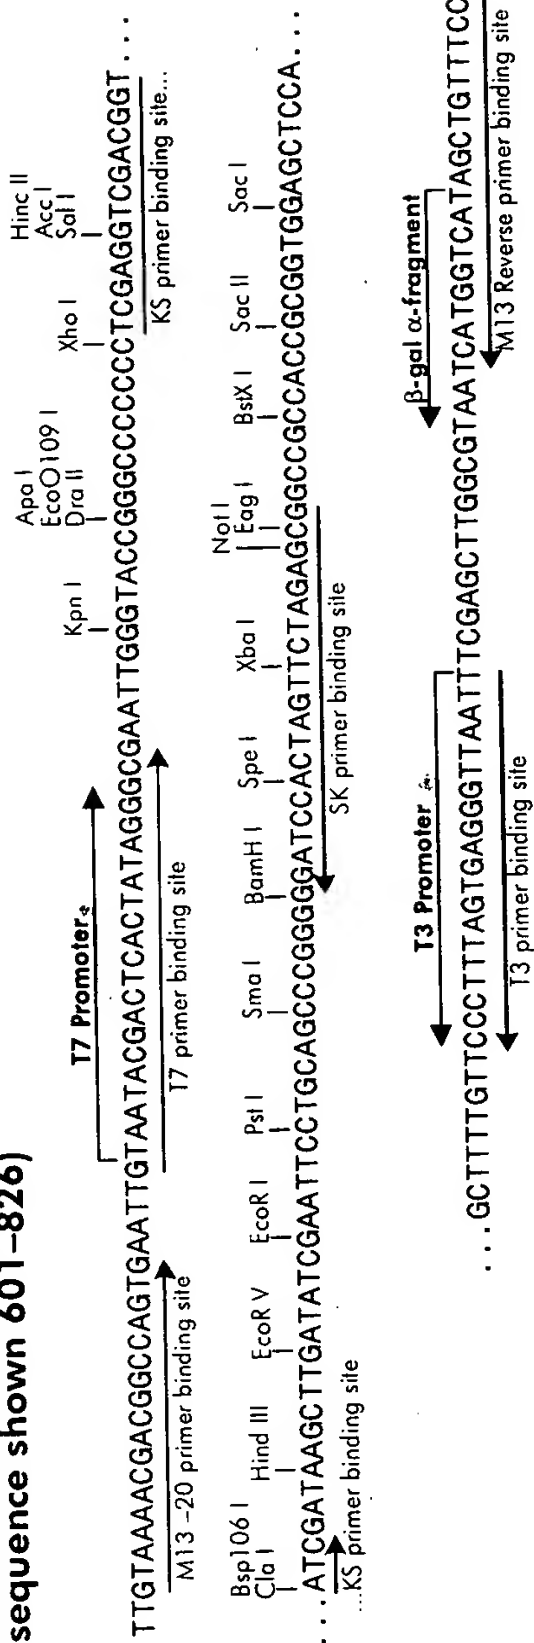 sequence shown 601–826)
Apa I
EcoO109 I
Dra II
Hinc II
Acc I
Sal I
T7 Promoter
Kpn I
Xho I
TTGTAAAACGACGGCCAGTGAATTGTAATACGACTCACTATAGGGCGAATTGGGTACCGGGCCCCCCCTCGAGGTCGACGGT...
M13 -20 primer binding site
T7 primer binding site
KS primer binding site...
Bsp106 I
Cla I
Hind III
EcoR V
EcoR I
Pst I
Sma I
BamH I
Spe I
Xba I
Not I
Eag I
BstX I
Sac II
Sac I
...ATCGATAAGCTTGATATCGAATTCCTGCAGCCCGGGGGATCCACTAGTTCTAGAGCGGCCGCCACCGCGGTGGAGCTCCA...
...KS primer binding site
SK primer binding site
T3 Promoter
β-gal α-fragment
...GCTTTTGTTCCCTTTAGTGAGGGTTAATTTCGAGCTTGGCGTAATCATGGTCATAGCTGTTTCC
T3 primer binding site
M13 Reverse primer binding site